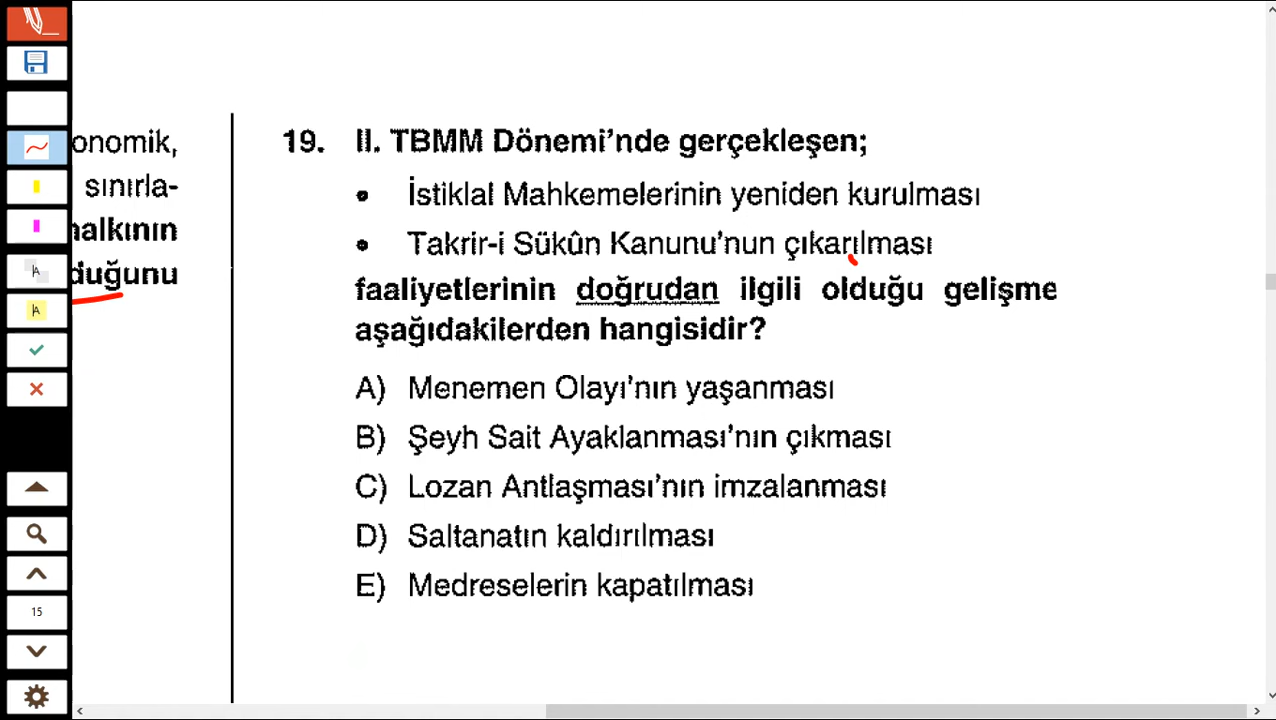 onomik,
sınırla-
halkının
duğunu
19. II. TBMM Dönemi’nde gerçekleşen;
• İstiklal Mahkemelerinin yeniden kurulması
• Takrir-i Sükûn Kanunu’nun çıkarılması
faaliyetlerinin doğrudan ilgili olduğu gelişme
aşağıdakilerden hangisidir?
A) Menemen Olayı’nın yaşanması
B) Şeyh Sait Ayaklanması’nın çıkması
C) Lozan Antlaşması’nın imzalanması
D) Saltanatın kaldırılması
E) Medreselerin kapatılması
A
A
15